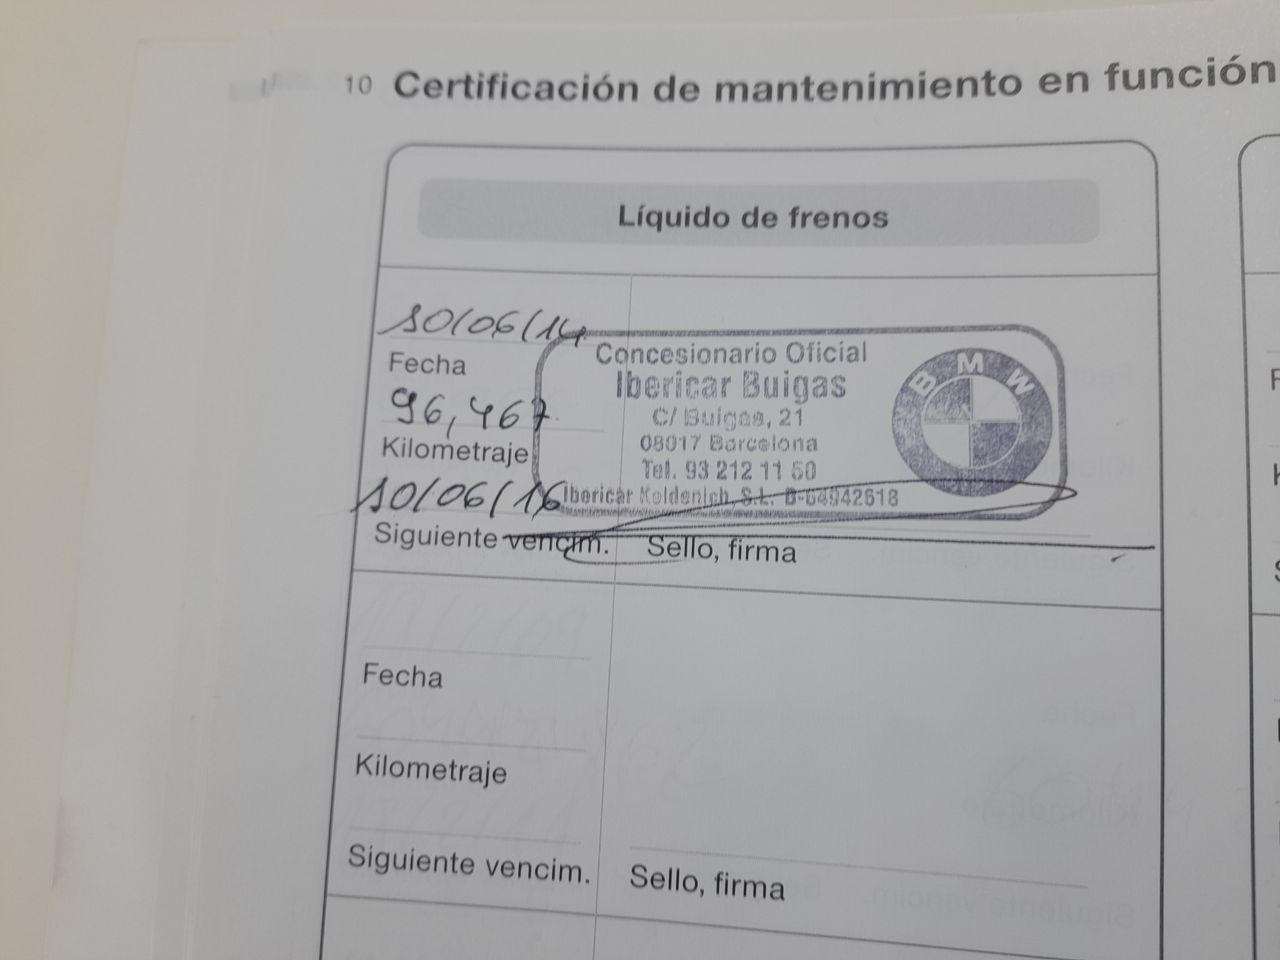 10 Certificación de mantenimiento en función
Líquido de frenos
10/06/14
Fecha
96,467
Kilometraje
10/06/16
Siguiente vencim.
Concesionario Oficial
Ibericar Buigas
C/ Buigas, 21
08017 Barcelona
Tel. 93 212 11 50
Ibericar Keldenich, S.L. B-64942618
BMW
Sello, firma
Fecha
Kilometraje
Siguiente vencim.
Sello, firma